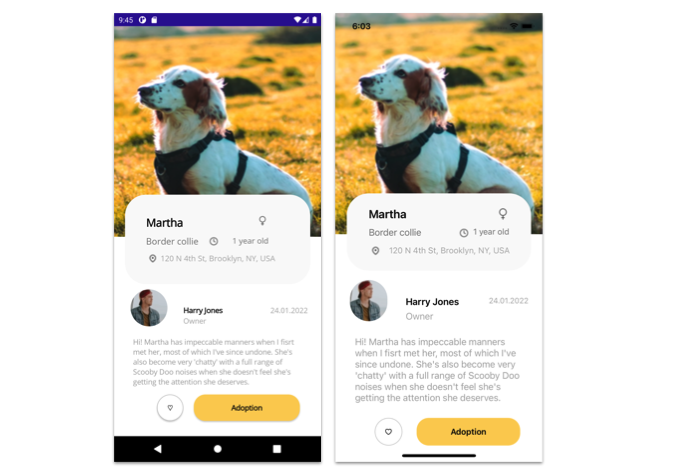 9:45
Martha
Border collie 1 year old
120 N 4th St, Brooklyn, NY, USA
Harry Jones 24.01.2022
Owner
Hi! Martha has impeccable manners when I fisrt
met her, most of which I've since undone. She's
also become very 'chatty' with a full range of
Scooby Doo noises when she doesn't feel she's
getting the attention she deserves.
Adoption
6:03
Martha
Border collie 1 year old
120 N 4th St, Brooklyn, NY, USA
Harry Jones 24.01.2022
Owner
Hi! Martha has impeccable manners
when I fisrt met her, most of which I've
since undone. She's also become very
'chatty' with a full range of Scooby Doo
noises when she doesn't feel she's
getting the attention she deserves.
Adoption